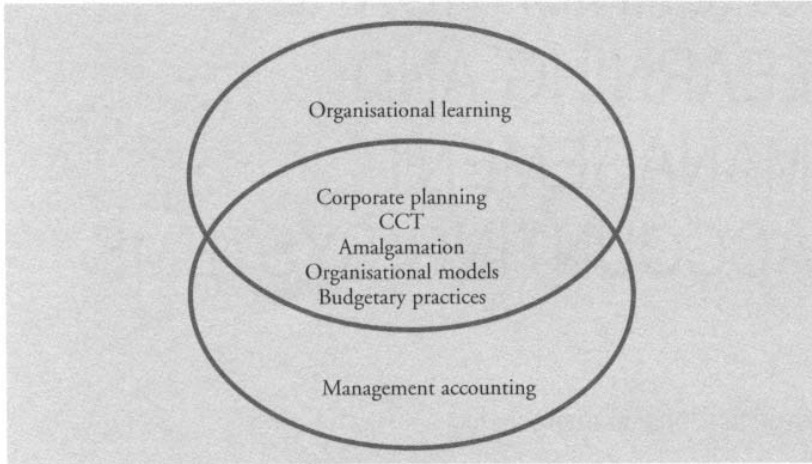 Organisational learning
Corporate planning
CCT
Amalgamation
Organisational models
Budgetary practices
Management accounting